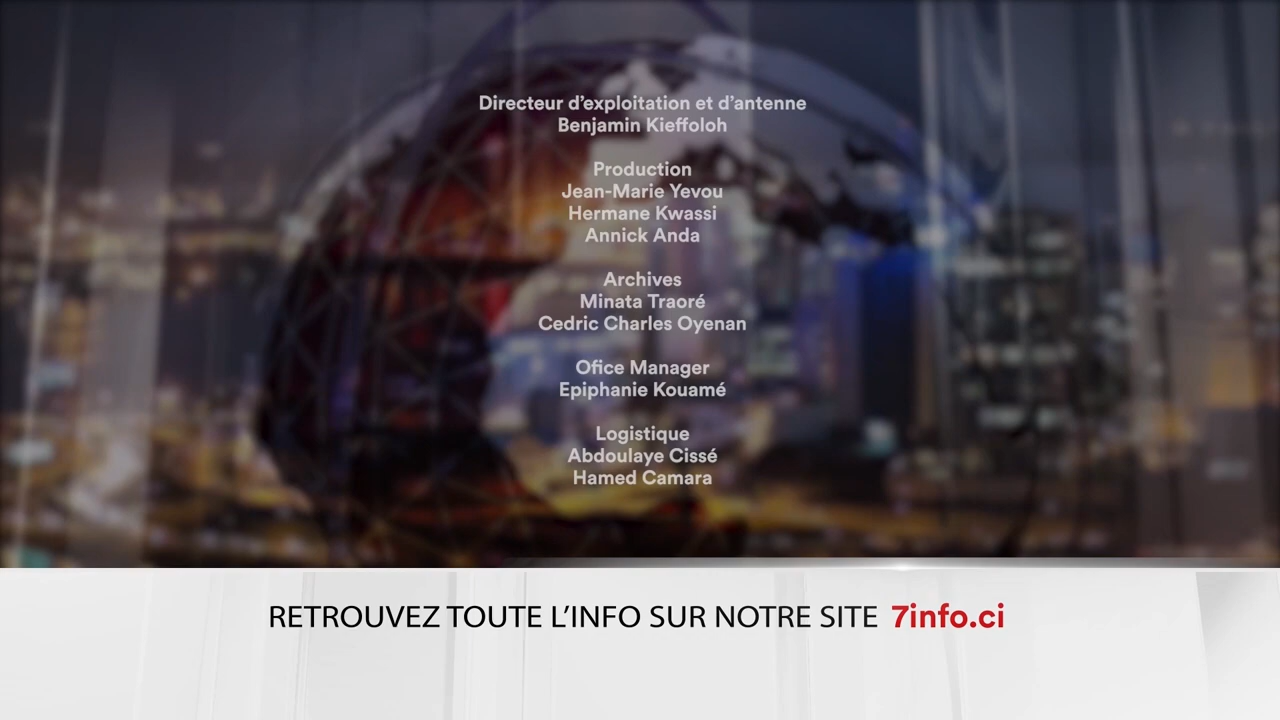 Directeur d’exploitation et d’antenne
Benjamin Kieffoloh
Production
Jean-Marie Yevou
Hermane Kwassi
Annick Anda
Archives
Minata Traoré
Cedric Charles Oyenan
Ofice Manager
Epiphanie Kouamé
Logistique
Abdoulaye Cissé
Hamed Camara
RETROUVEZ TOUTE L’INFO SUR NOTRE SITE 7info.ci